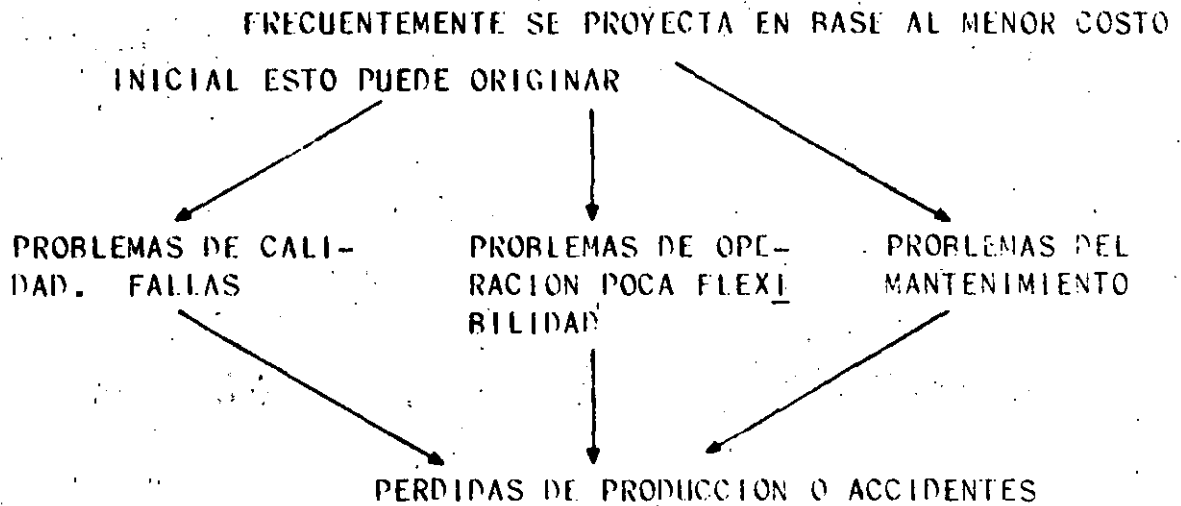 FRECUENTEMENTE SE PROYECTA EN BASE AL MENOR COSTO
INICIAL ESTO PUEDE ORIGINAR
PROBLEMAS DE CALI-
DAD. FALLAS
PROBLEMAS DE OPE-
RACION POCA FLEXI
BILIDAD
PROBLEMAS DEL
MANTENIMIENTO
PERDIDAS DE PRODUCCION O ACCIDENTES